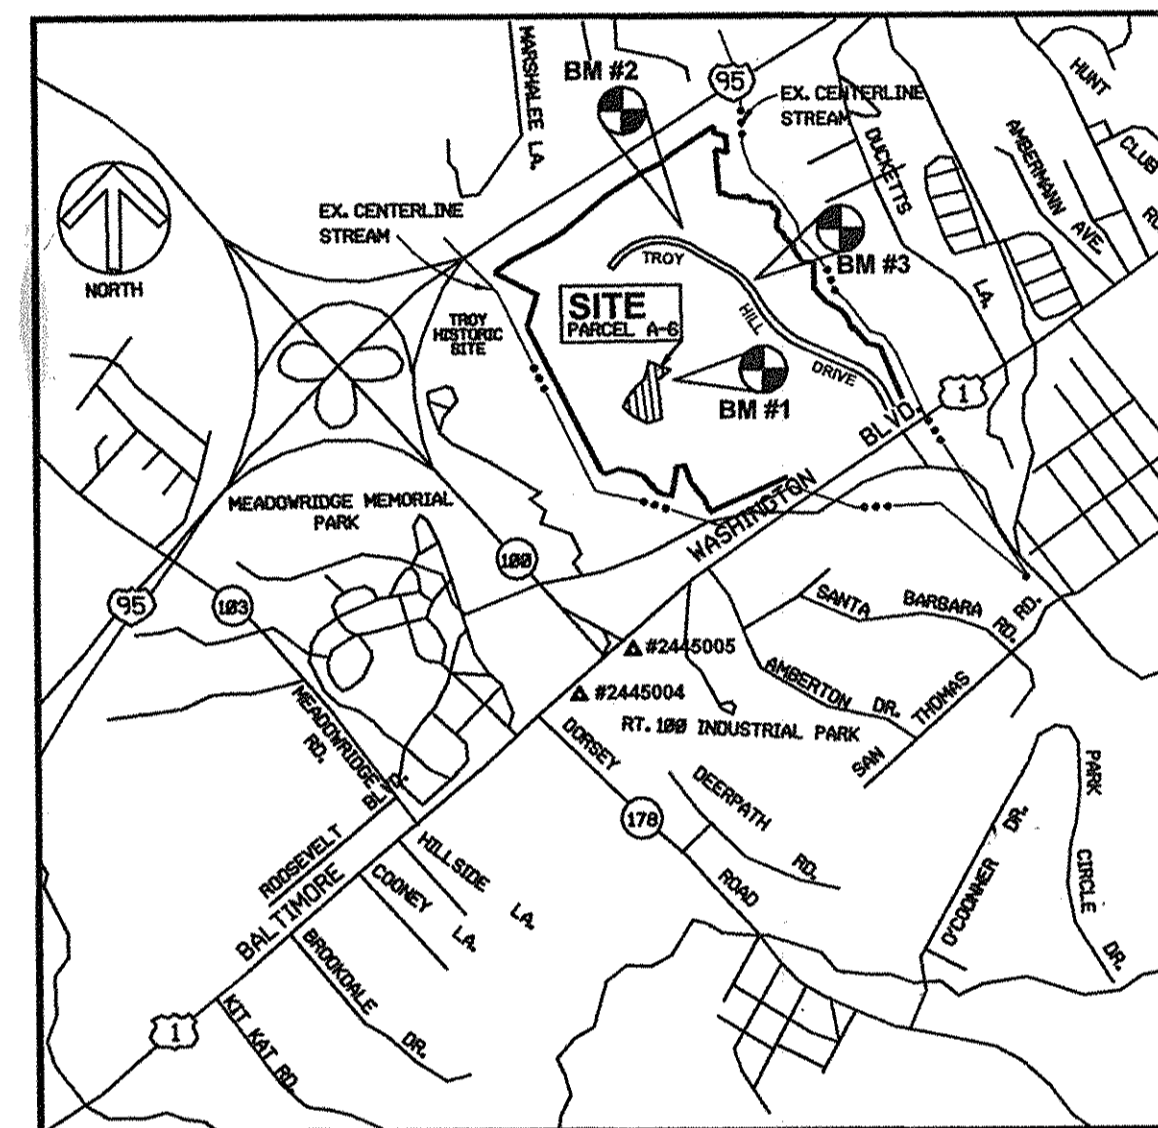 MARSHALEE LA.
BM #2
95
EX. CENTERLINE
STREAM
HUNT
CLUB
RD.
AMBERMANN
AVE.
DUCKETTS
LA.
EX. CENTERLINE
STREAM
NORTH
TROY
HISTORIC
SITE
TROY
HILL
DRIVE
BM #3
SITE
PARCEL A-6
BM #1
BLVD.
1
WASHINGTON
MEADOWRIDGE MEMORIAL
PARK
100
95
103
SANTA BARBARA RD.
RD.
#2445005
#2445004
AMBERTON DR.
SAN THOMAS
RT. 100 INDUSTRIAL PARK
MEADOWRIDGE
RD.
BLVD.
ROOSEVELT
BALTIMORE
DORSEY
178
ROAD
DEERPATH
RD.
HILLSIDE LA.
COONEY LA.
BROOKDALE DR.
KIT KAT RD.
1
O'COONNER DR.
PARK
CIRCLE
DR.